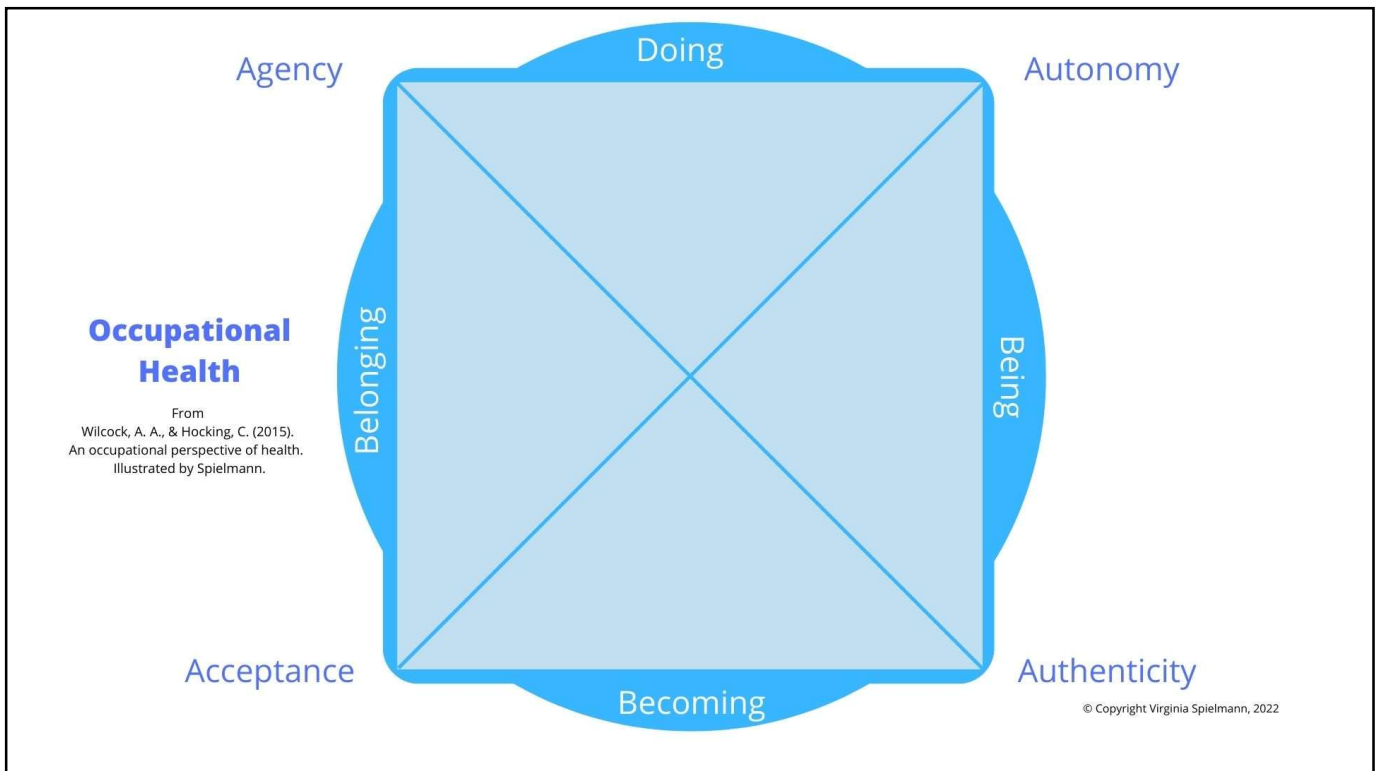 Doing
Agency
Autonomy
Occupational
Health
From
Wilcock, A. A., & Hocking, C. (2015).
An occupational perspective of health.
Illustrated by Spielmann.
Belonging
Being
Acceptance
Authenticity
Becoming
© Copyright Virginia Spielmann, 2022